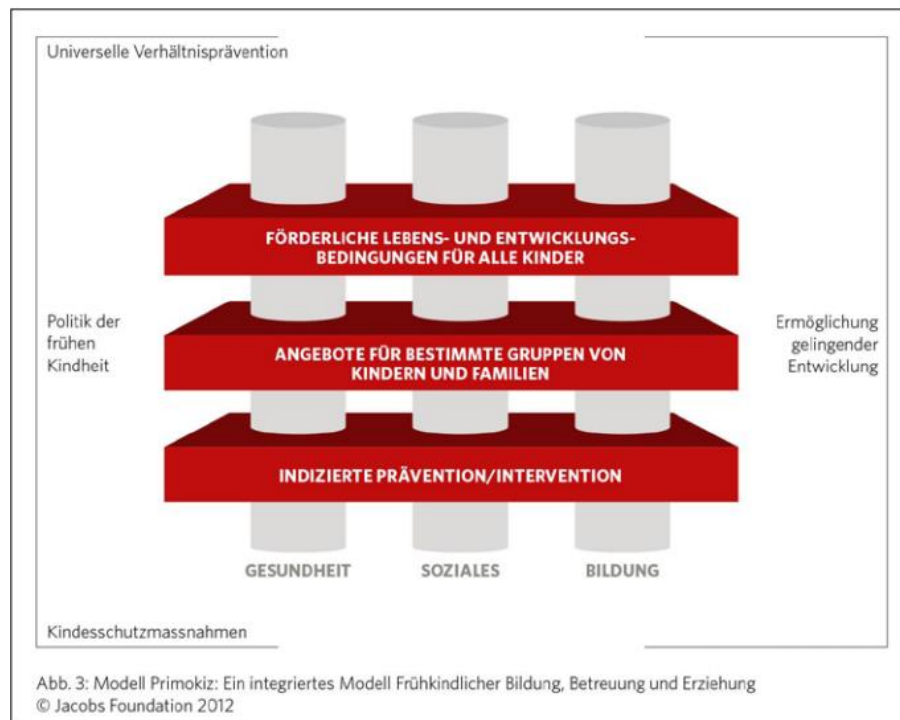 Universelle Verhältnisprävention
FÖRDERLICHE LEBENS- UND ENTWICKLUNGS-
BEDINGUNGEN FÜR ALLE KINDER
Politik der
frühen
Kindheit
ANGEBOTE FÜR BESTIMMTE GRUPPEN VON
KINDERN UND FAMILIEN
Ermöglichung
gelingender
Entwicklung
INDIZIERTE PRÄVENTION/INTERVENTION
GESUNDHEIT SOZIALES BILDUNG
Kindesschutzmassnahmen
Abb. 3: Modell Primokiz: Ein integriertes Modell Frühkindlicher Bildung, Betreuung und Erziehung
© Jacobs Foundation 2012